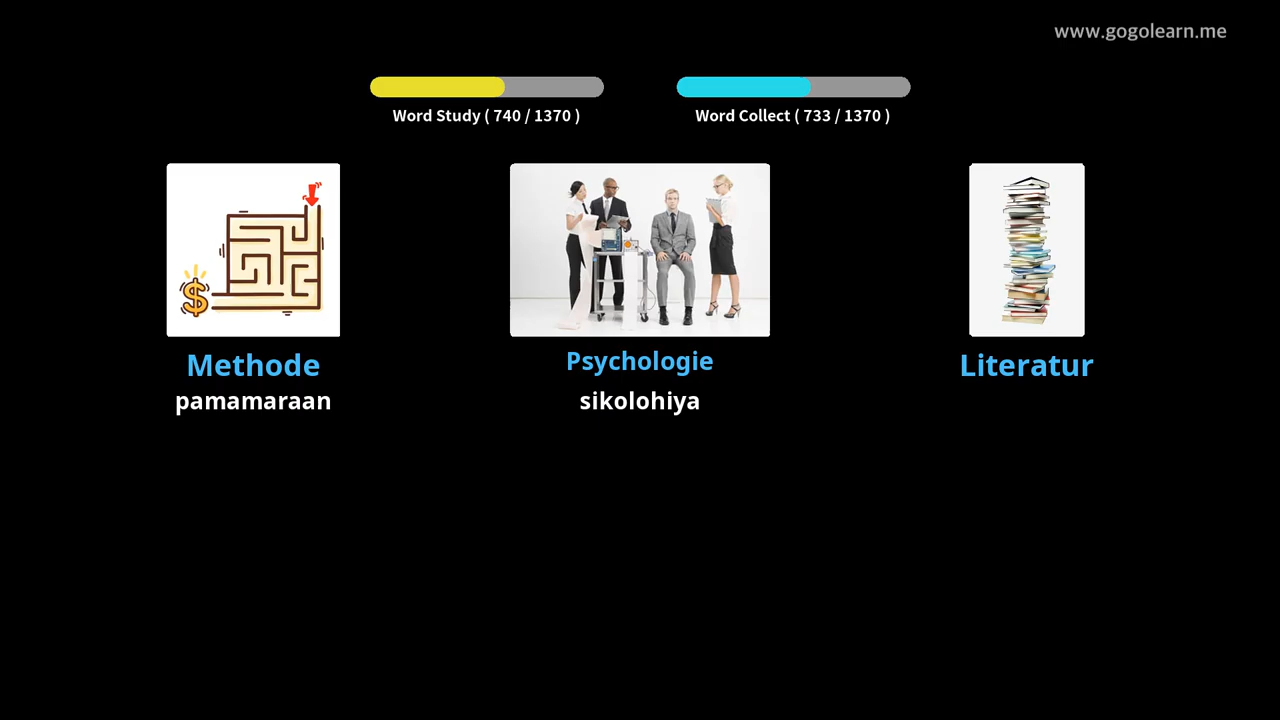 www.gogolearn.me
Word Study ( 740 / 1370 )
Word Collect ( 733 / 1370 )
$
Methode
pamamaraan
Psychologie
sikolohiya
Literatur